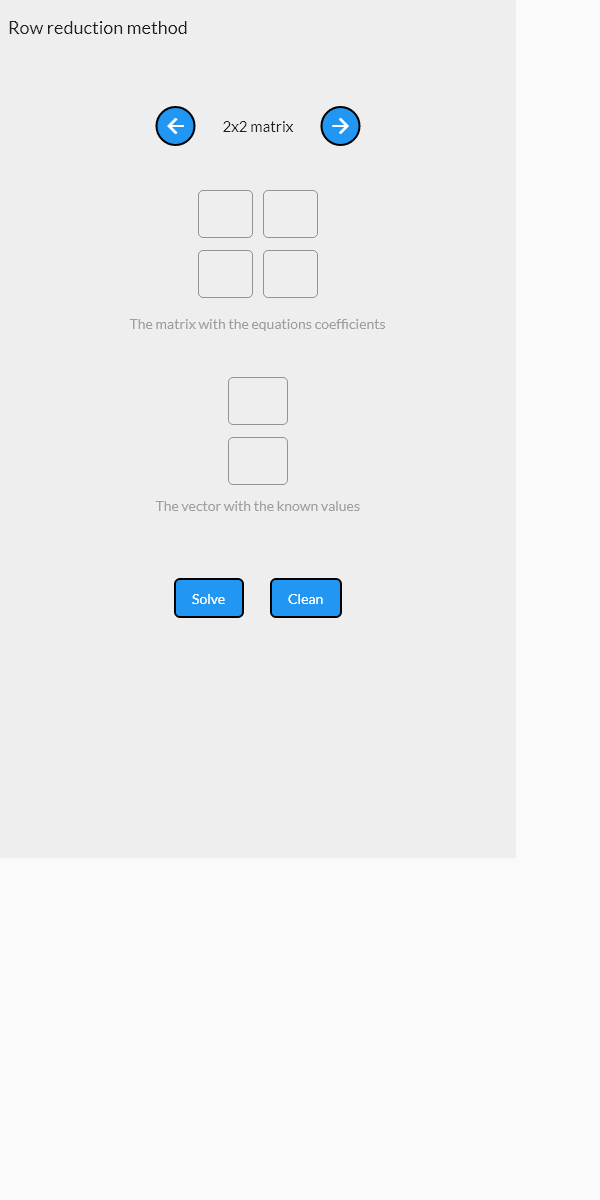 Row reduction method
2x2 matrix
The matrix with the equations coefficients
The vector with the known values
Solve
Clean